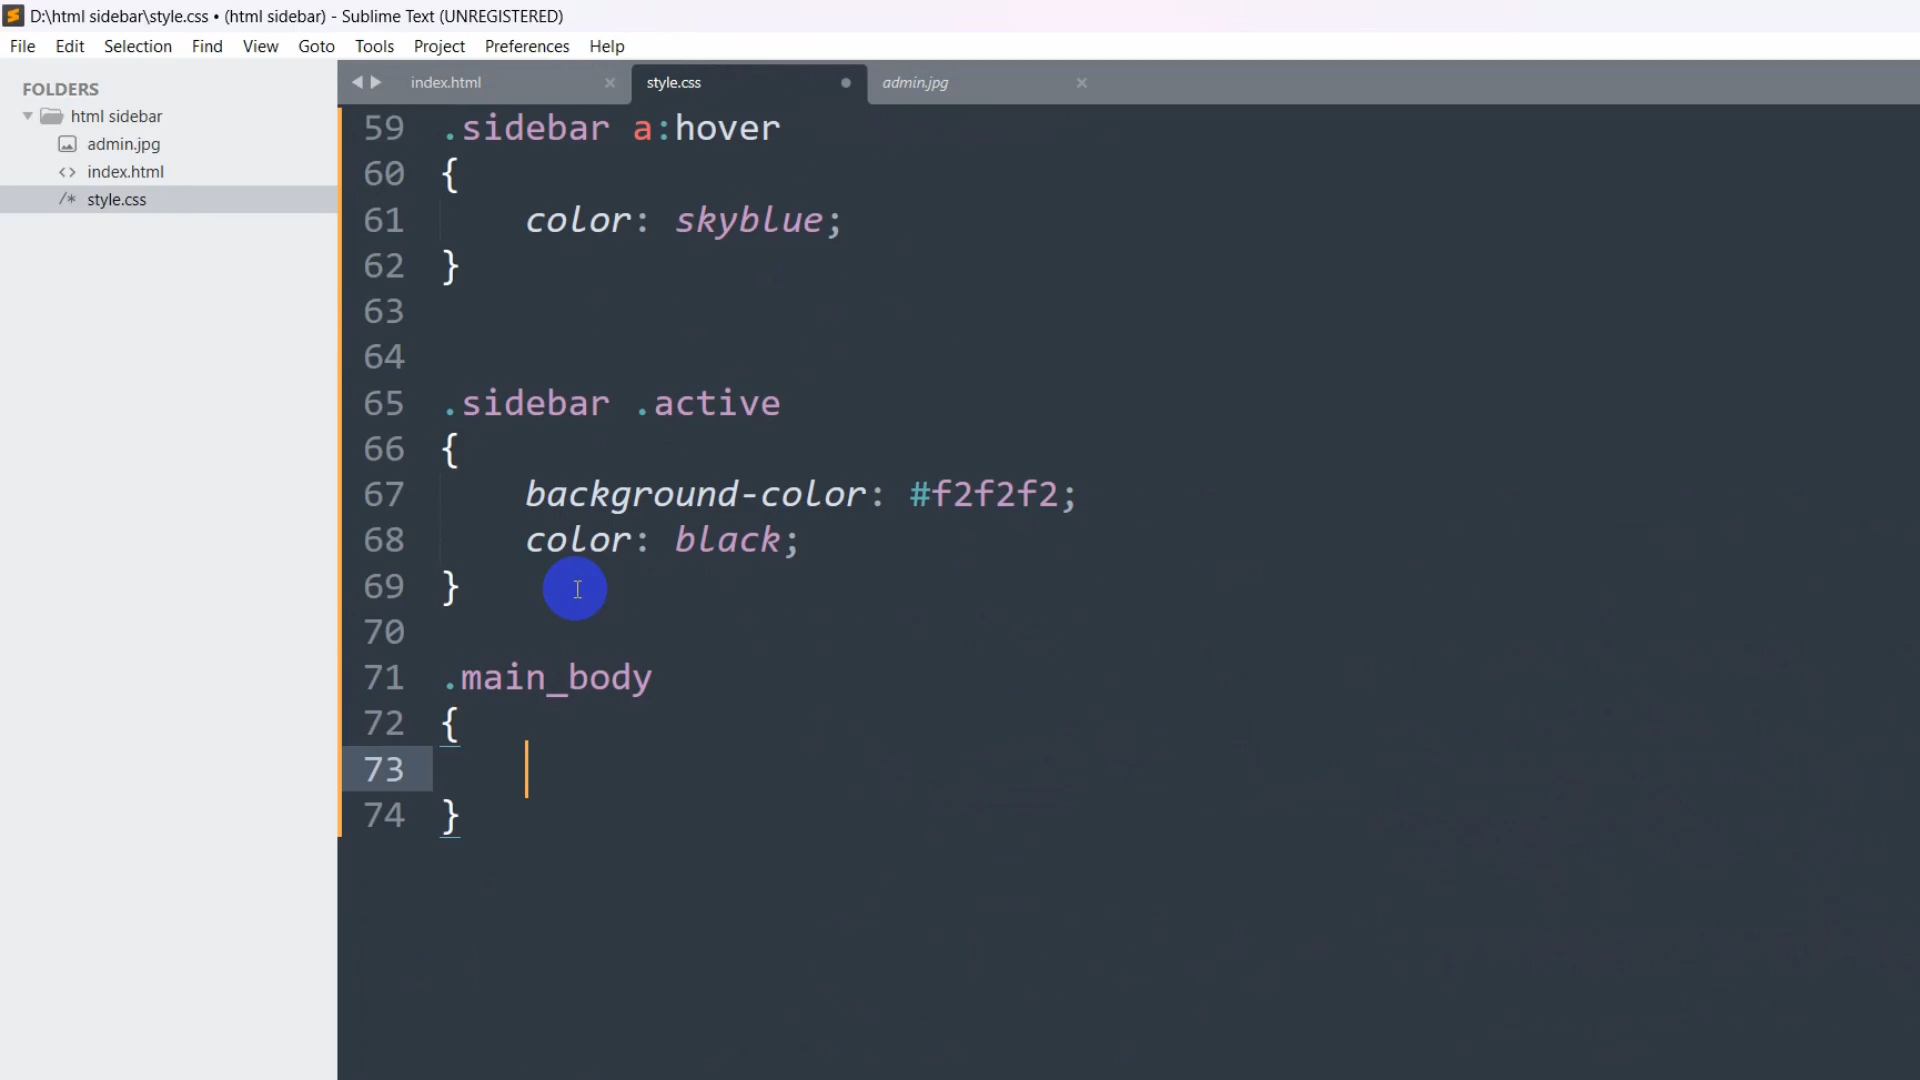 D:\html sidebar\style.css • (html sidebar) - Sublime Text (UNREGISTERED)
File Edit Selection Find View Goto Tools Project Preferences Help
FOLDERS
html sidebar
admin.jpg
<> index.html
/* style.css
index.html × style.css admin.jpg ×
59 .sidebar a:hover
60 {
61 color: skyblue;
62 }
63
64
65 .sidebar .active
66 {
67 background-color: #f2f2f2;
68 color: black;
69 }
70
71 .main_body
72 {
73
74 }